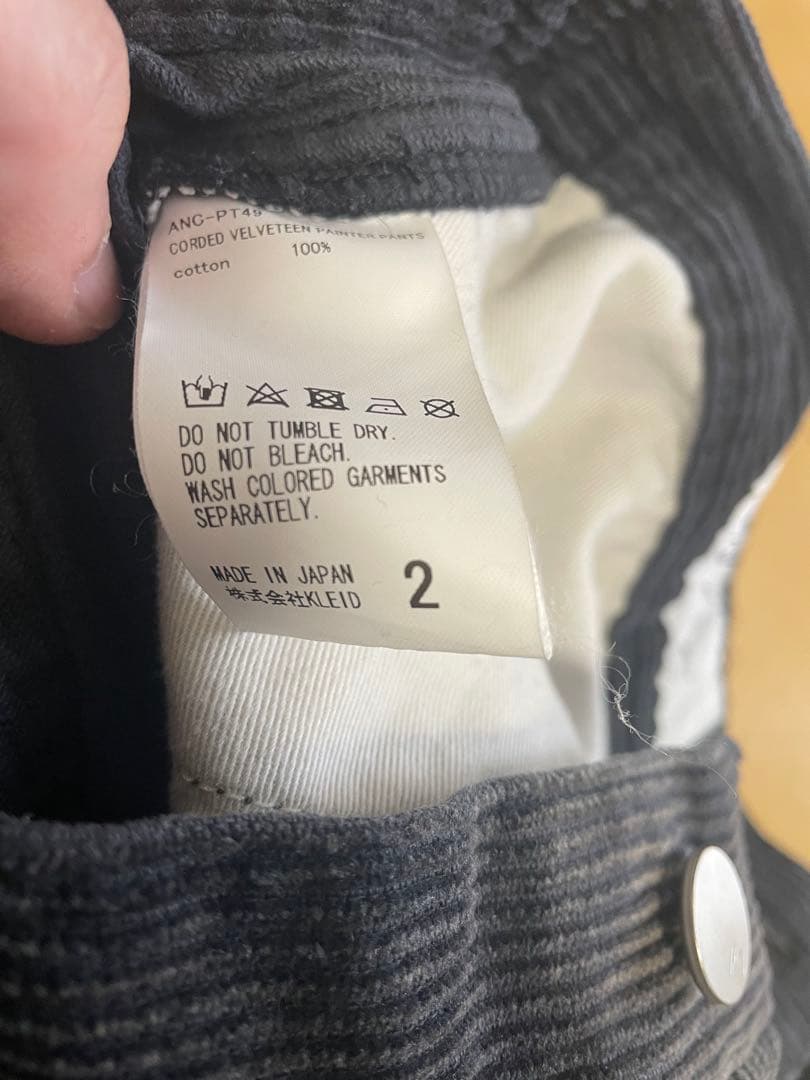 ANC-PT49
CORDED VELVETEEN PAINTER PANTS
cotton 100%
DO NOT TUMBLE DRY.
DO NOT BLEACH.
WASH COLORED GARMENTS
SEPARATELY.
MADE IN JAPAN
株式会社KLEID
2